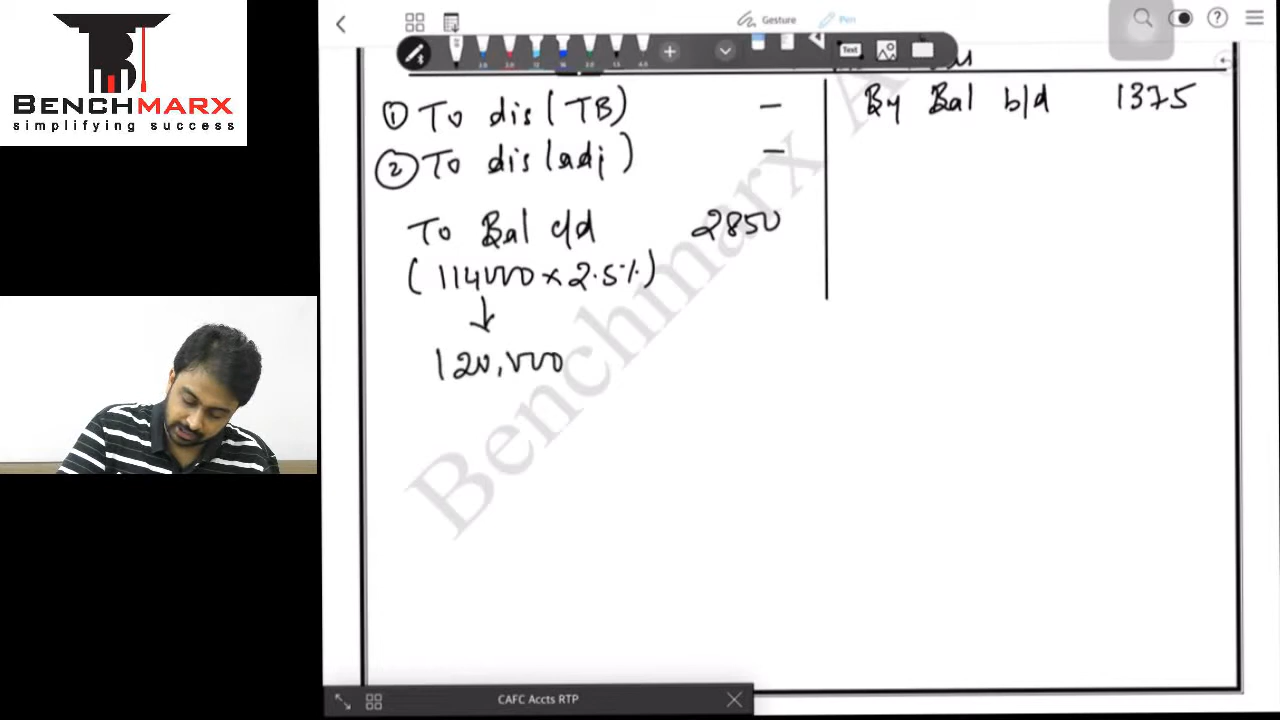 BENCHMARX
simplifying success
Gesture
Pen
Text
① To dis (TB) —
By Bal b/d 1375
② To dis (adj) —
To Bal c/d 2850
(114000 × 2.5%)
↓
120,000
Benchmarx A
CAFC Accts RTP